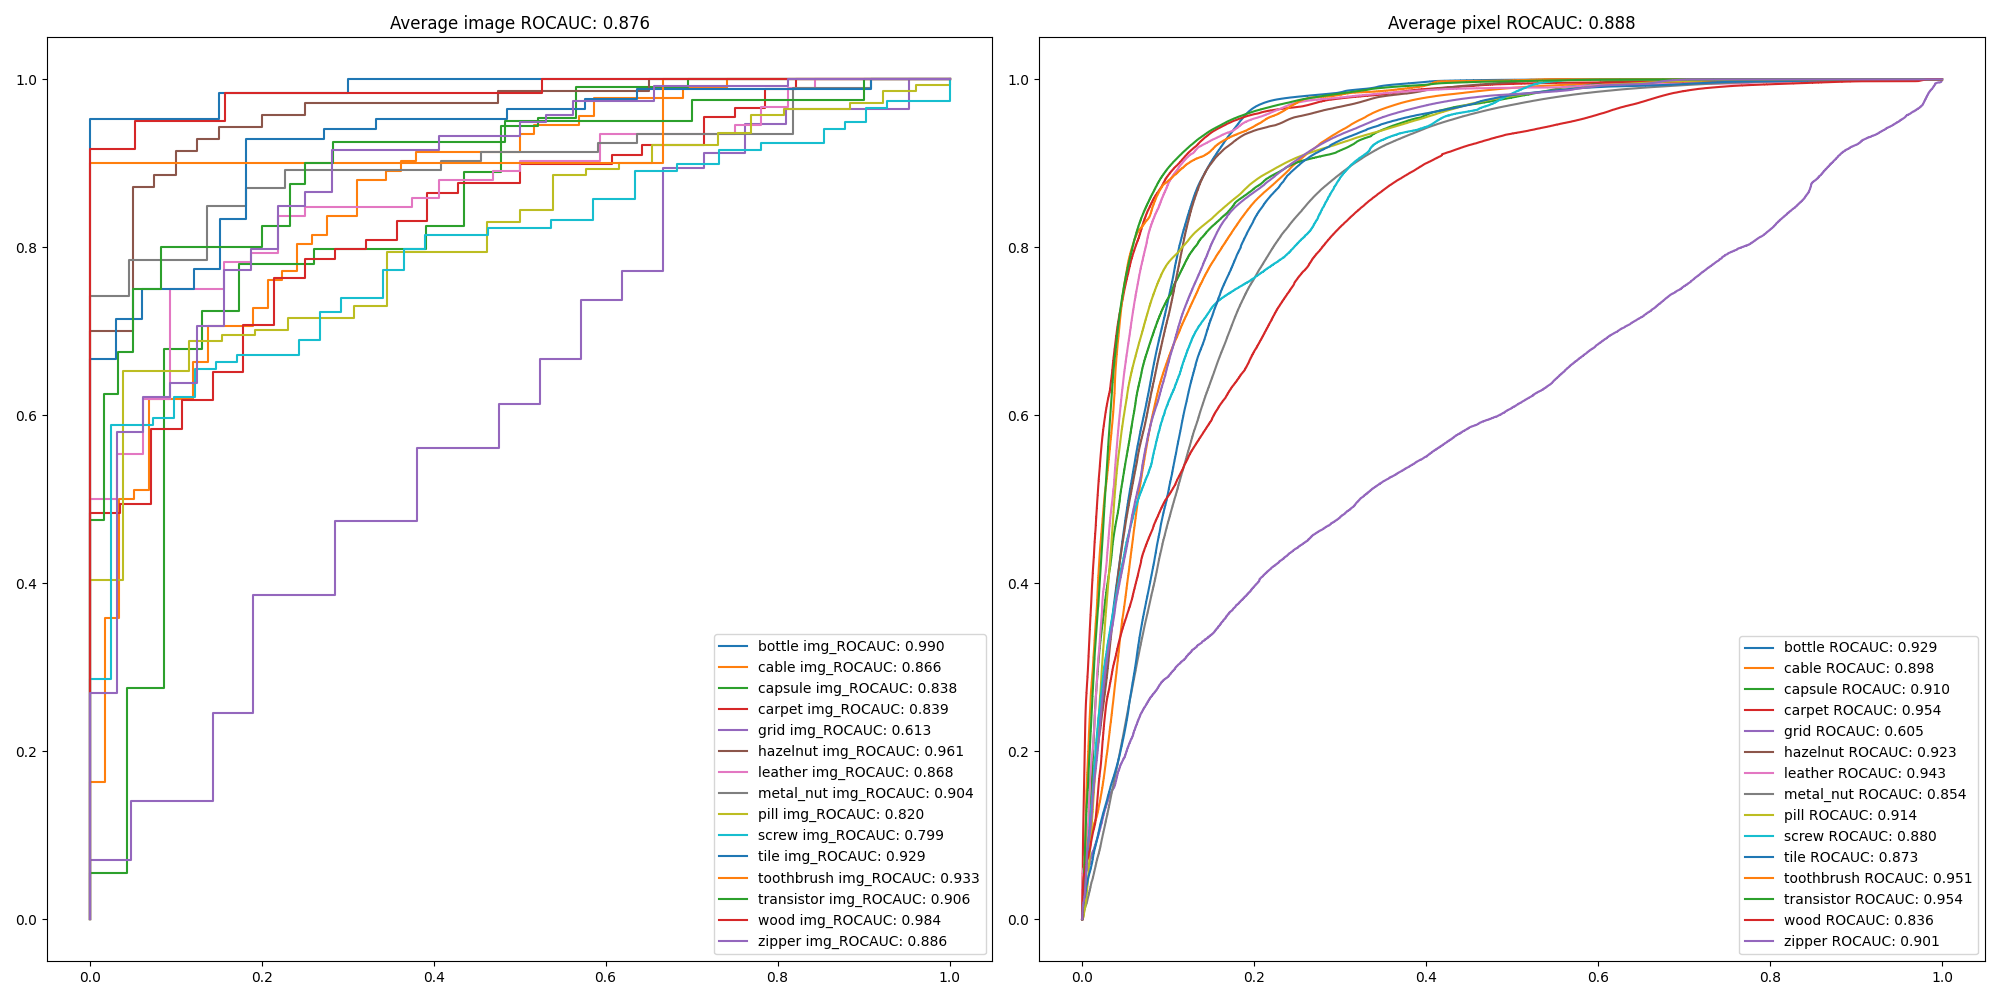 Average image ROCAUC: 0.876
1.0
0.8
0.6
0.4
0.2
0.0
0.0 0.2 0.4 0.6 0.8 1.0
bottle img_ROCAUC: 0.990
cable img_ROCAUC: 0.866
capsule img_ROCAUC: 0.838
carpet img_ROCAUC: 0.839
grid img_ROCAUC: 0.613
hazelnut img_ROCAUC: 0.961
leather img_ROCAUC: 0.868
metal_nut img_ROCAUC: 0.904
pill img_ROCAUC: 0.820
screw img_ROCAUC: 0.799
tile img_ROCAUC: 0.929
toothbrush img_ROCAUC: 0.933
transistor img_ROCAUC: 0.906
wood img_ROCAUC: 0.984
zipper img_ROCAUC: 0.886
Average pixel ROCAUC: 0.888
1.0
0.8
0.6
0.4
0.2
0.0
0.0 0.2 0.4 0.6 0.8 1.0
bottle ROCAUC: 0.929
cable ROCAUC: 0.898
capsule ROCAUC: 0.910
carpet ROCAUC: 0.954
grid ROCAUC: 0.605
hazelnut ROCAUC: 0.923
leather ROCAUC: 0.943
metal_nut ROCAUC: 0.854
pill ROCAUC: 0.914
screw ROCAUC: 0.880
tile ROCAUC: 0.873
toothbrush ROCAUC: 0.951
transistor ROCAUC: 0.954
wood ROCAUC: 0.836
zipper ROCAUC: 0.901